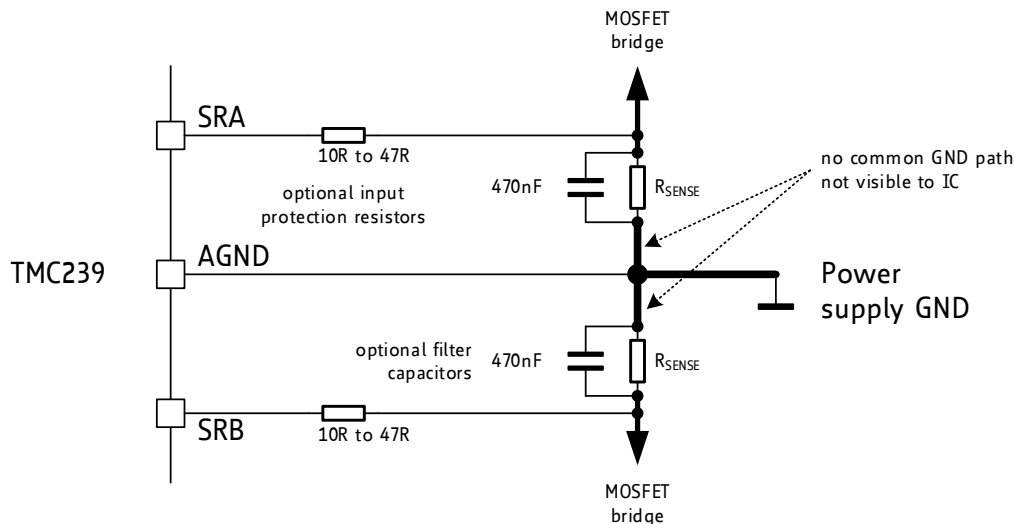 MOSFET
bridge
SRA
10R to 47R
optional input
protection resistors
470nF
RSENSE
no common GND path
not visible to IC
TMC239
AGND
Power
supply GND
optional filter
capacitors
470nF
RSENSE
SRB
10R to 47R
MOSFET
bridge